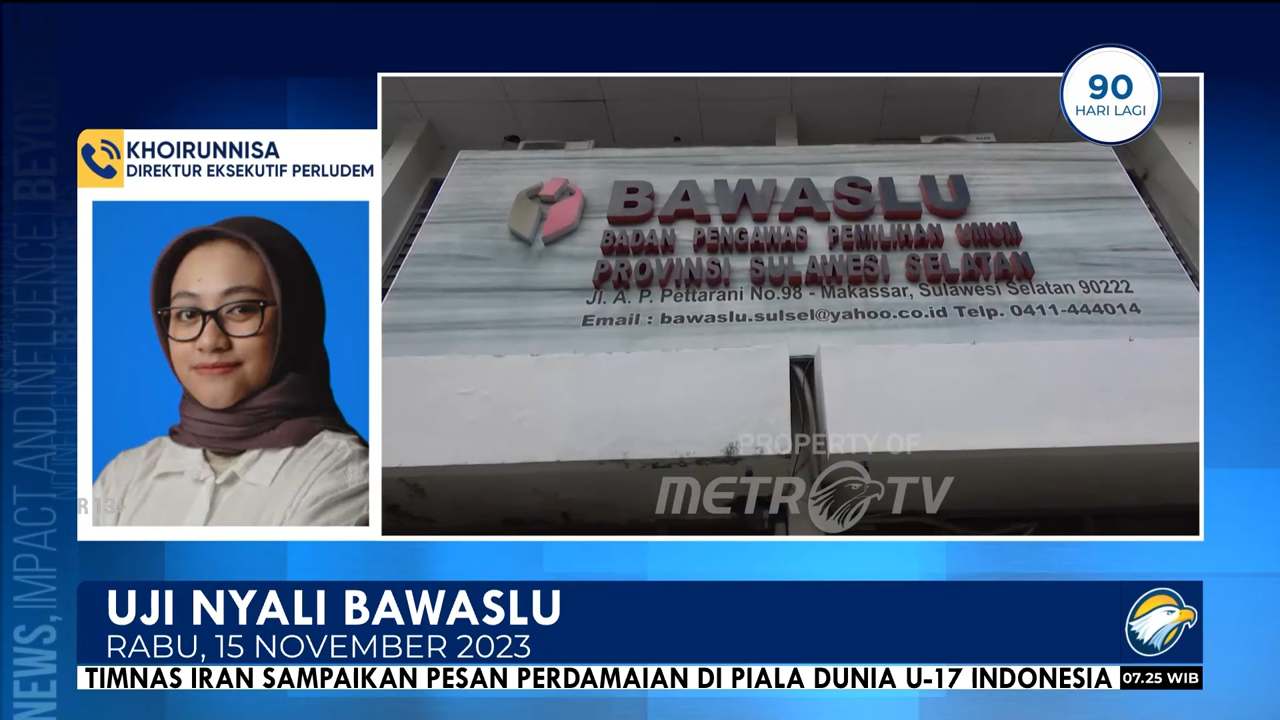 90
HARI LAGI
KHOIRUNNISA
DIREKTUR EKSEKUTIF PERLUDEM
BAWASLU
BADAN PENGAWAS PEMILIHAN UMUM
PROVINSI SULAWESI SELATAN
Jl. A. P. Pettarani No.98 - Makassar, Sulawesi Selatan 90222
Email : bawaslu.sulsel@yahoo.co.id Telp. 0411-444014
PROPERTY OF
METRO TV
R 13+
NEWS, IMPACT AND INFLUENCE BEYOND
UJI NYALI BAWASLU
RABU, 15 NOVEMBER 2023
TIMNAS IRAN SAMPAIKAN PESAN PERDAMAIAN DI PIALA DUNIA U-17 INDONESIA
07.25 WIB